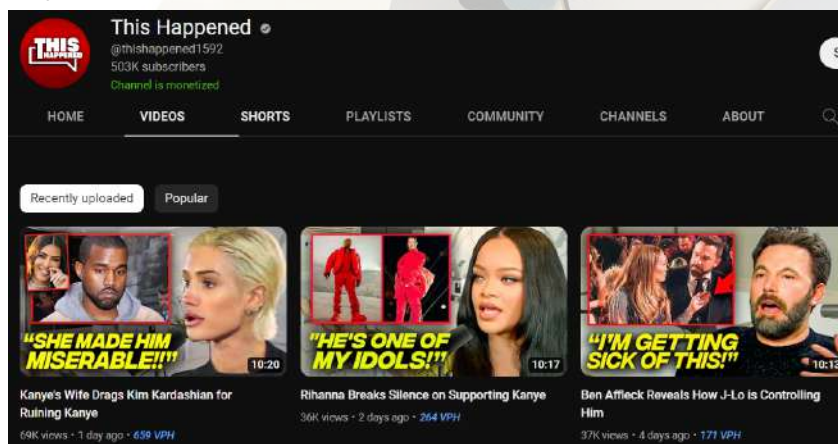 This Happened
THIS
HAPPENED
@thishappened1592
503K subscribers
Channel is monetized
S
HOME VIDEOS SHORTS PLAYLISTS COMMUNITY CHANNELS ABOUT
Recently uploaded Popular
"SHE MADE HIM
MISERABLE!!"
10:20
"HE'S ONE OF
MY IDOLS!"
10:17
"I'M GETTING
SICK OF THIS!"
10:13
Kanye's Wife Drags Kim Kardashian for
Ruining Kanye
69K views • 1 day ago • 659 VPH
Rihanna Breaks Silence on Supporting Kanye
36K views • 2 days ago • 264 VPH
Ben Affleck Reveals How J-Lo is Controlling
Him
37K views • 4 days ago • 171 VPH